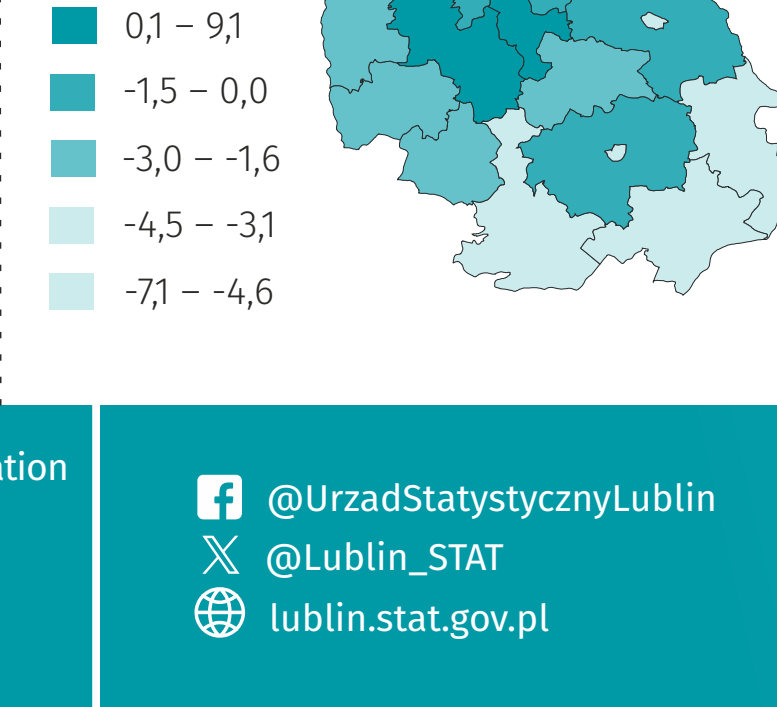 0,1 – 9,1
-1,5 – 0,0
-3,0 – -1,6
-4,5 – -3,1
-7,1 – -4,6
@UrzadStatystycznyLublin
@Lublin_STAT
lublin.stat.gov.pl